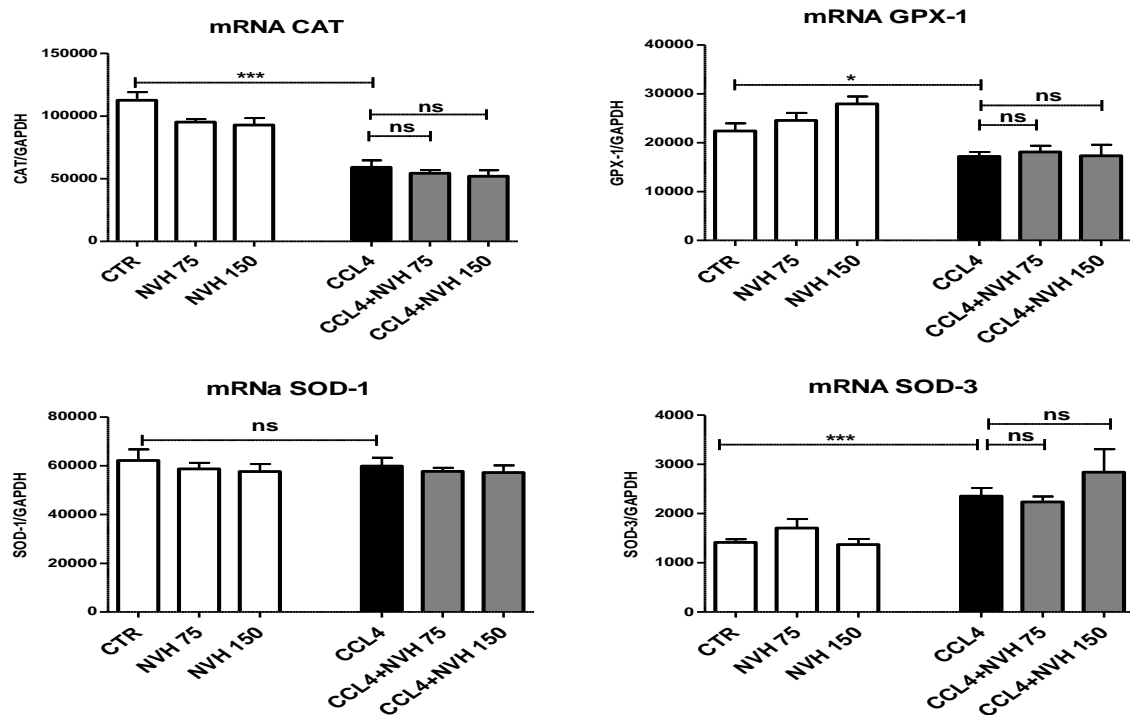 mRNA CAT
150000
100000
50000
0
CAT/GAPDH
***
ns
ns
CTR
NVH 75
NVH 150
CCL4
CCL4+NVH 75
CCL4+NVH 150
mRNA GPX-1
40000
30000
20000
10000
0
GPX-1/GAPDH
*
ns
ns
CTR
NVH 75
NVH 150
CCL4
CCL4+NVH 75
CCL4+NVH 150
mRNa SOD-1
80000
60000
40000
20000
0
SOD-1/GAPDH
ns
CTR
NVH 75
NVH 150
CCL4
CCL4+NVH 75
CCL4+NVH 150
mRNA SOD-3
4000
3000
2000
1000
0
SOD-3/GAPDH
***
ns
ns
CTR
NVH 75
NVH 150
CCL4
CCL4+NVH 75
CCL4+NVH 150